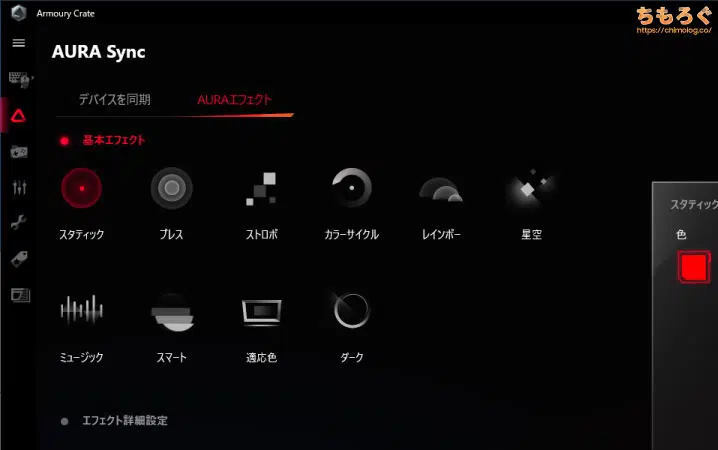 Armoury Crate
ちもろぐ
https://chimolog.co/
AURA Sync
デバイスを同期
AURAエフェクト
基本エフェクト
スタティック
ブレス
ストロボ
カラーサイクル
レインボー
星空
スタティック
色
ミュージック
スマート
適応色
ダーク
エフェクト詳細設定